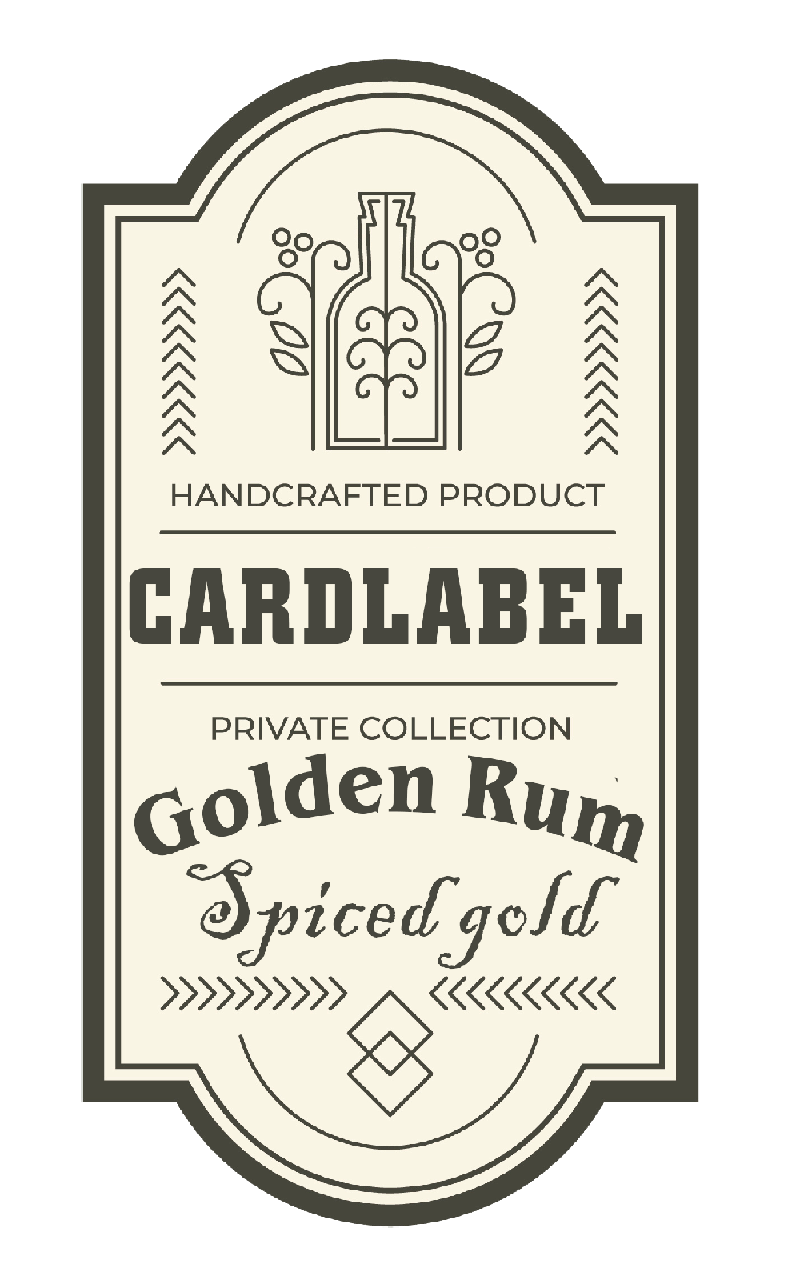 HANDCRAFTED PRODUCT
CARDLABEL
PRIVATE COLLECTION
Golden Rum
Spiced gold